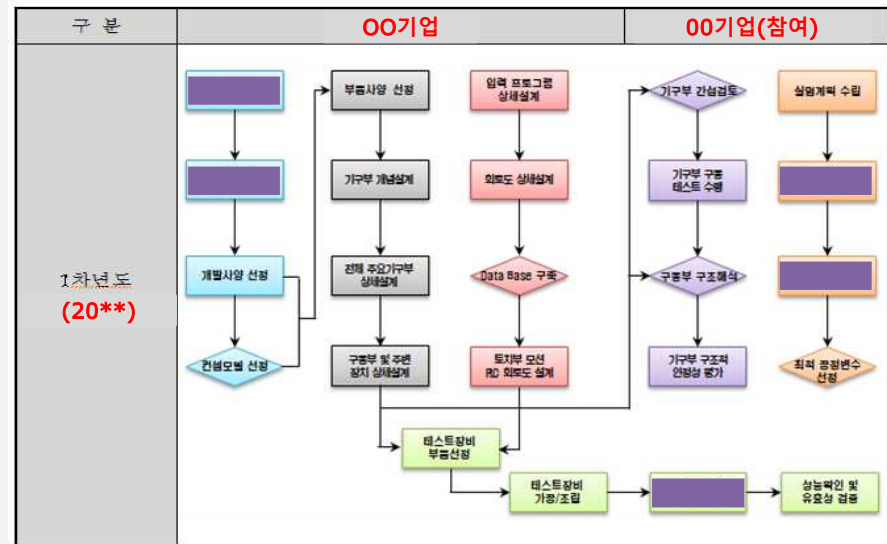 구 분
OO기업
00기업(참여)
1차년도
(20**)
개발사양 선정
컨셉모델 선정
부품사양 선정
기구부 개념설계
전체 주요기구부
상세설계
구동부 및 주변
장치 상세설계
입력 프로그램
상세설계
회로도 상세설계
Data Base 구축
토치부 모션
RC 회로도 설계
기구부 간섭검토
기구부 구동
테스트 수행
구동부 구조해석
기구부 구조적
안정성 평가
실험계획 수립
최적 공정변수
선정
테스트장비
부품선정
테스트장비
가공/조립
성능확인 및
유효성 검증